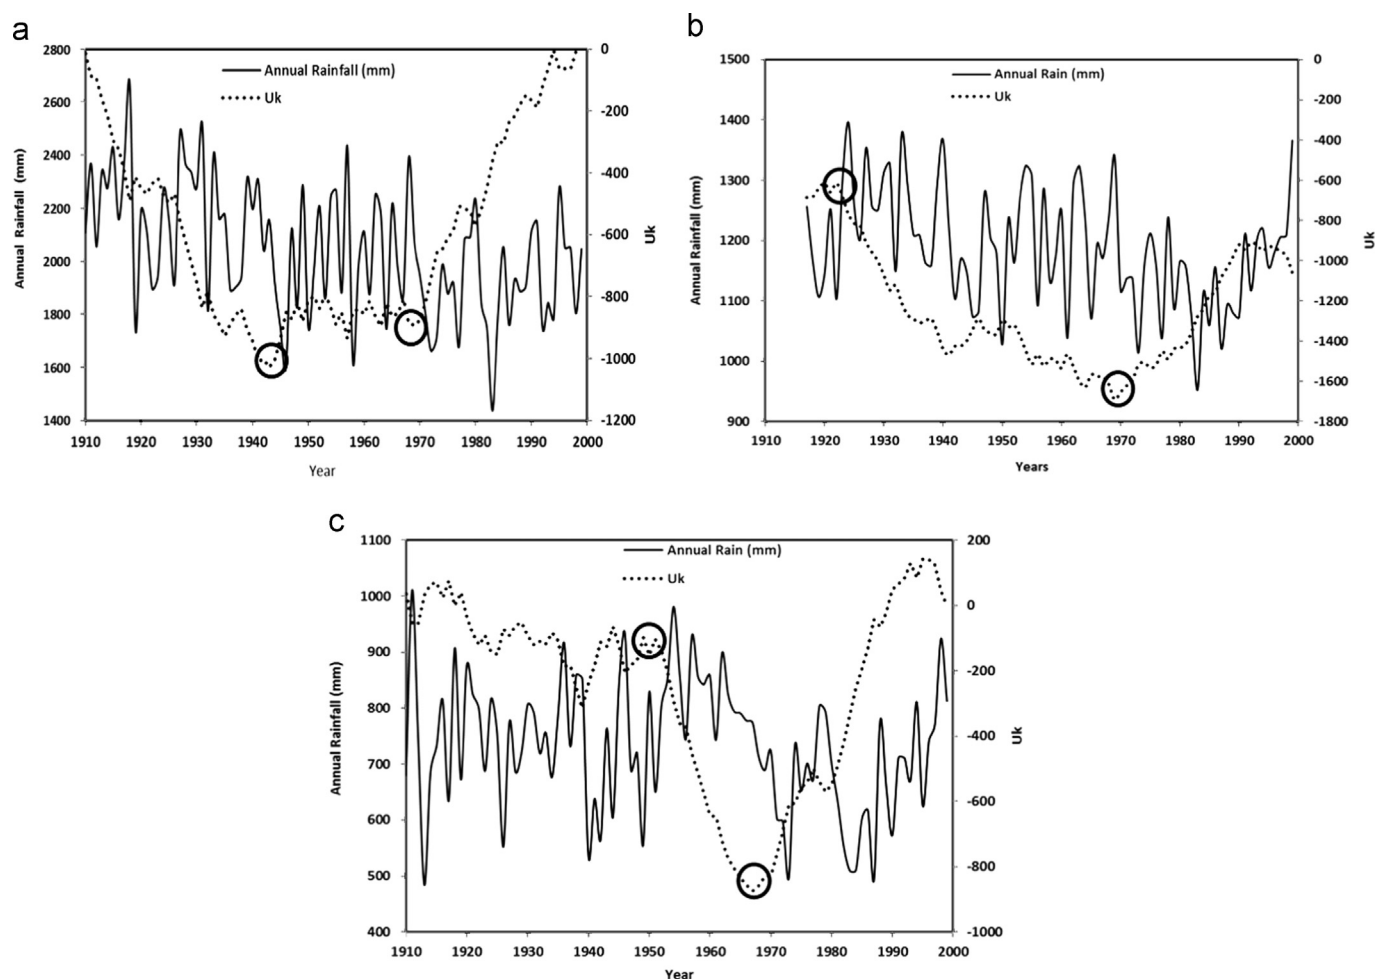 a
2800
2600
2400
2200
2000
1800
1600
1400
Annual Rainfall (mm)
Annual Rainfall (mm)
Uk
0
-200
-400
-600
-800
-1000
-1200
Uk
1910 1920 1930 1940 1950 1960 1970 1980 1990 2000
Year
b
1500
1400
1300
1200
1100
1000
900
Annual Rainfall (mm)
Annual Rain (mm)
Uk
0
-200
-400
-600
-800
-1000
-1200
-1400
-1600
-1800
Uk
1910 1920 1930 1940 1950 1960 1970 1980 1990 2000
Years
c
1100
1000
900
800
700
600
500
400
Annual Rainfall (mm)
Annual Rain (mm)
Uk
200
0
-200
-400
-600
-800
-1000
Uk
1910 1920 1930 1940 1950 1960 1970 1980 1990 2000
Year